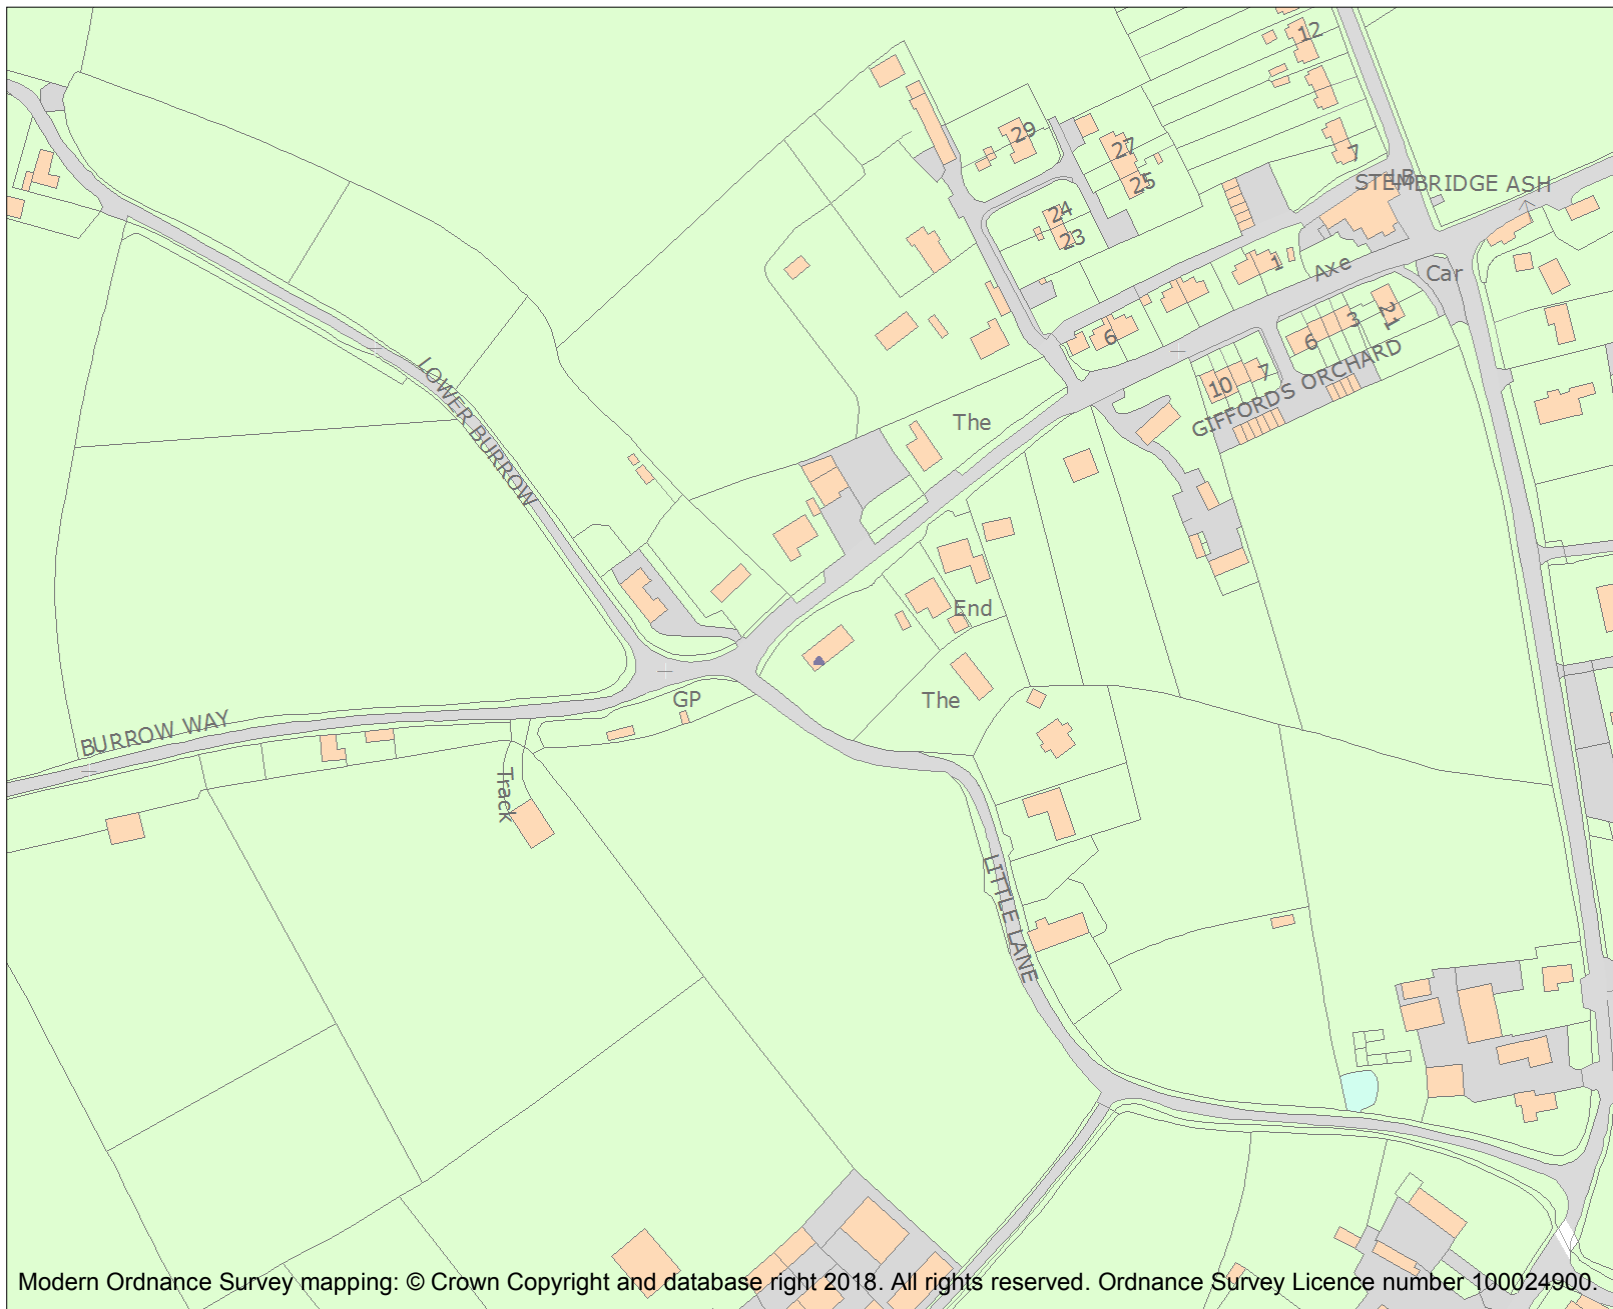 12
29
27
7
25
LB
STEMBRIDGE ASH
24
23
1
Axe
Car
3
21
6
6
7
10
GIFFORDS ORCHARD
The
LOWER BURROW
End
The
GP
BURROW WAY
Track
LITTLE LANE
Modern Ordnance Survey mapping: © Crown Copyright and database right 2018. All rights reserved. Ordnance Survey Licence number 100024900.